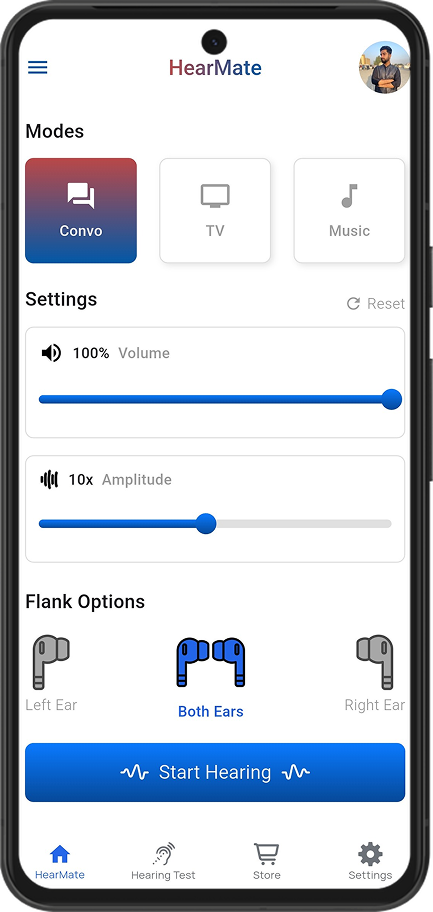 HearMate
Modes
Convo
TV
Music
Settings
Reset
100% Volume
10x Amplitude
Flank Options
Left Ear
Both Ears
Right Ear
Start Hearing
HearMate
Hearing Test
Store
Settings